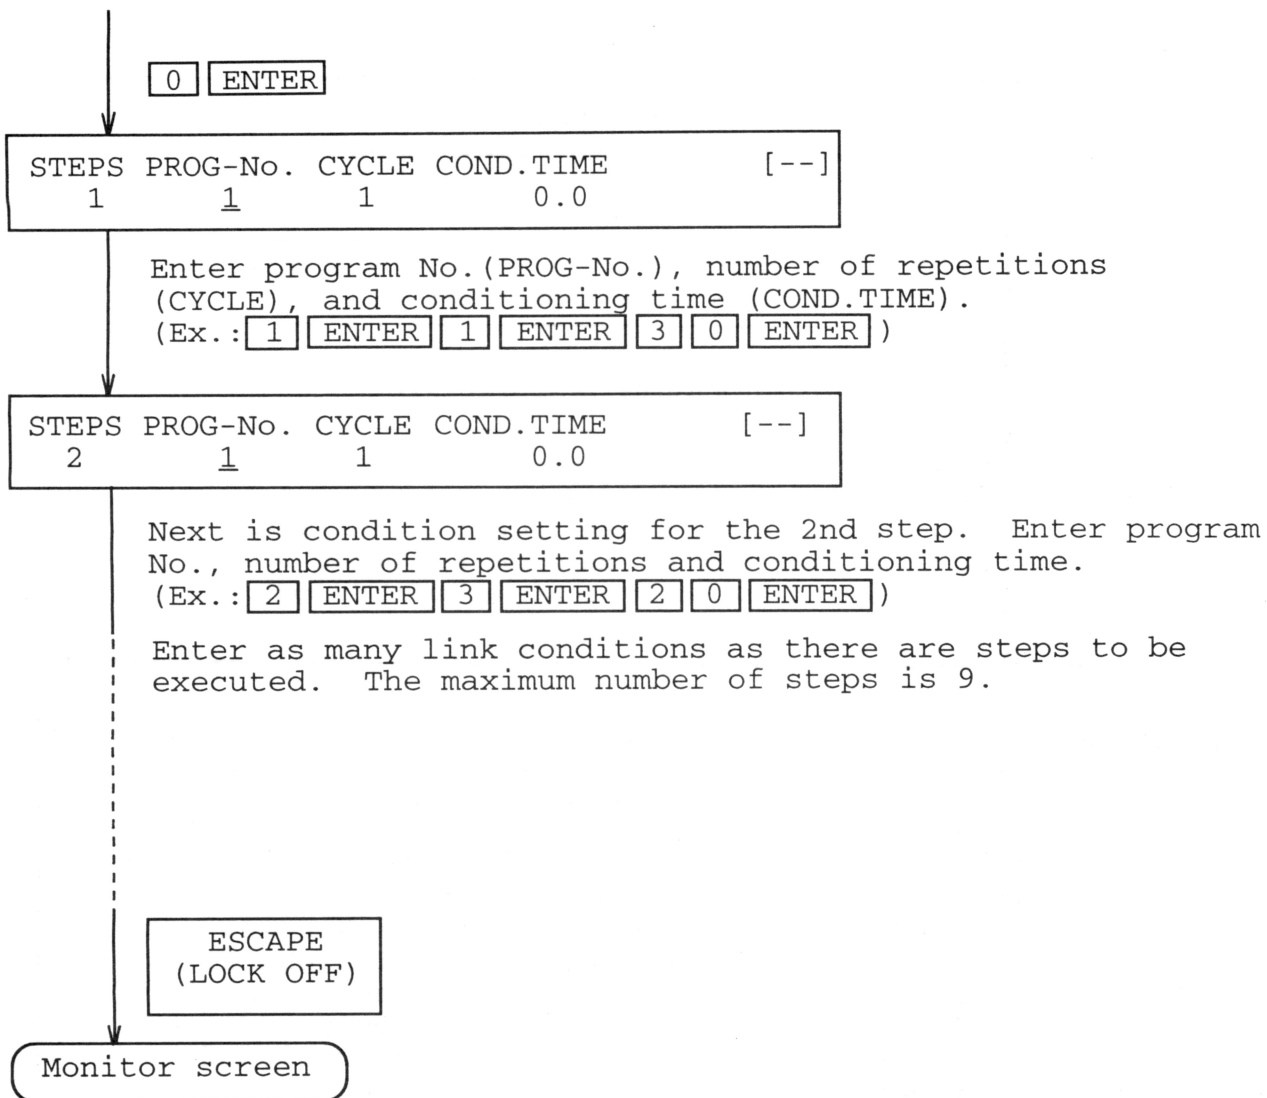 0 ENTER
STEPS PROG-No. CYCLE COND.TIME [--]
1 1 1 0.0
Enter program No.(PROG-No.), number of repetitions
(CYCLE), and conditioning time (COND.TIME).
(Ex.: 1 ENTER 1 ENTER 3 0 ENTER )
STEPS PROG-No. CYCLE COND.TIME [--]
2 1 1 0.0
Next is condition setting for the 2nd step. Enter program
No., number of repetitions and conditioning time.
(Ex.: 2 ENTER 3 ENTER 2 0 ENTER )
Enter as many link conditions as there are steps to be
executed. The maximum number of steps is 9.
ESCAPE
(LOCK OFF)
Monitor screen